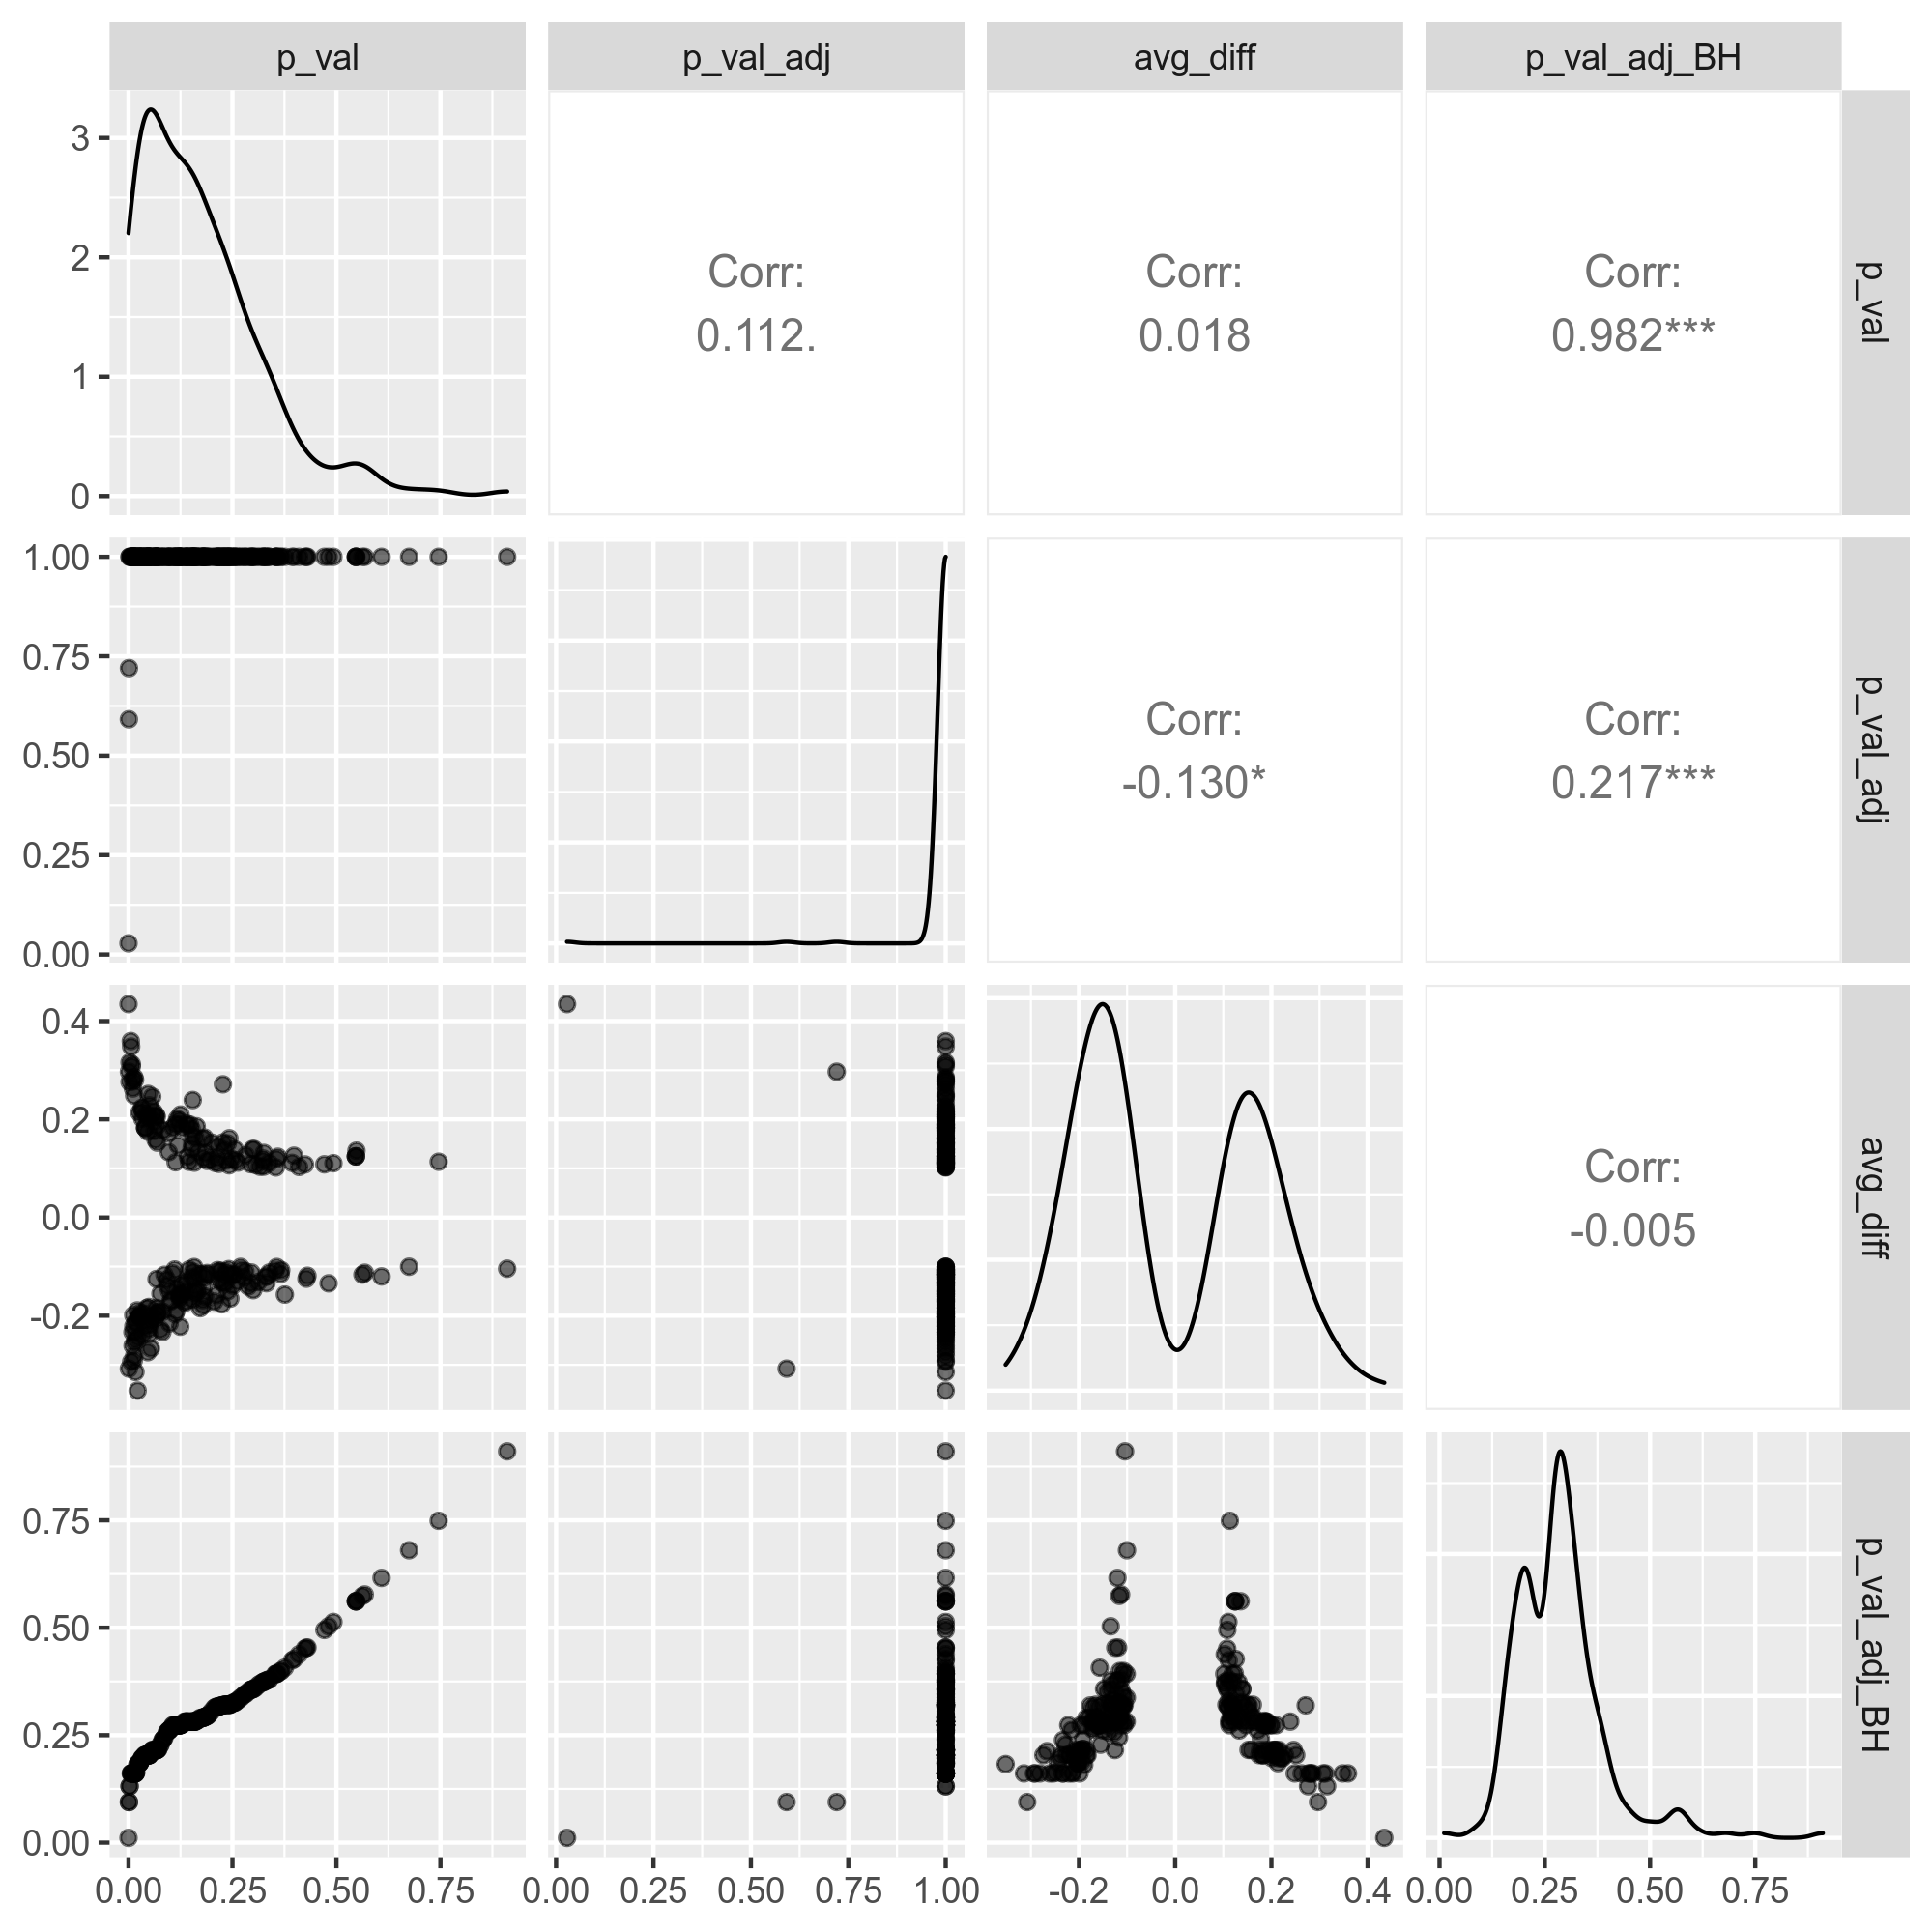 p_val p_val_adj avg_diff p_val_adj_BH
3
2
1
0
Corr:
0.112.
Corr:
0.018
Corr:
0.982***
p_val
1.00
0.75
0.50
0.25
0.00
Corr:
-0.130*
Corr:
0.217***
p_val_adj
0.4
0.2
0.0
-0.2
Corr:
-0.005
avg_diff
0.75
0.50
0.25
0.00
p_val_adj_BH
0.00 0.25 0.50 0.75 0.00 0.25 0.50 0.75 1.00 -0.2 0.0 0.2 0.4 0.00 0.25 0.50 0.75